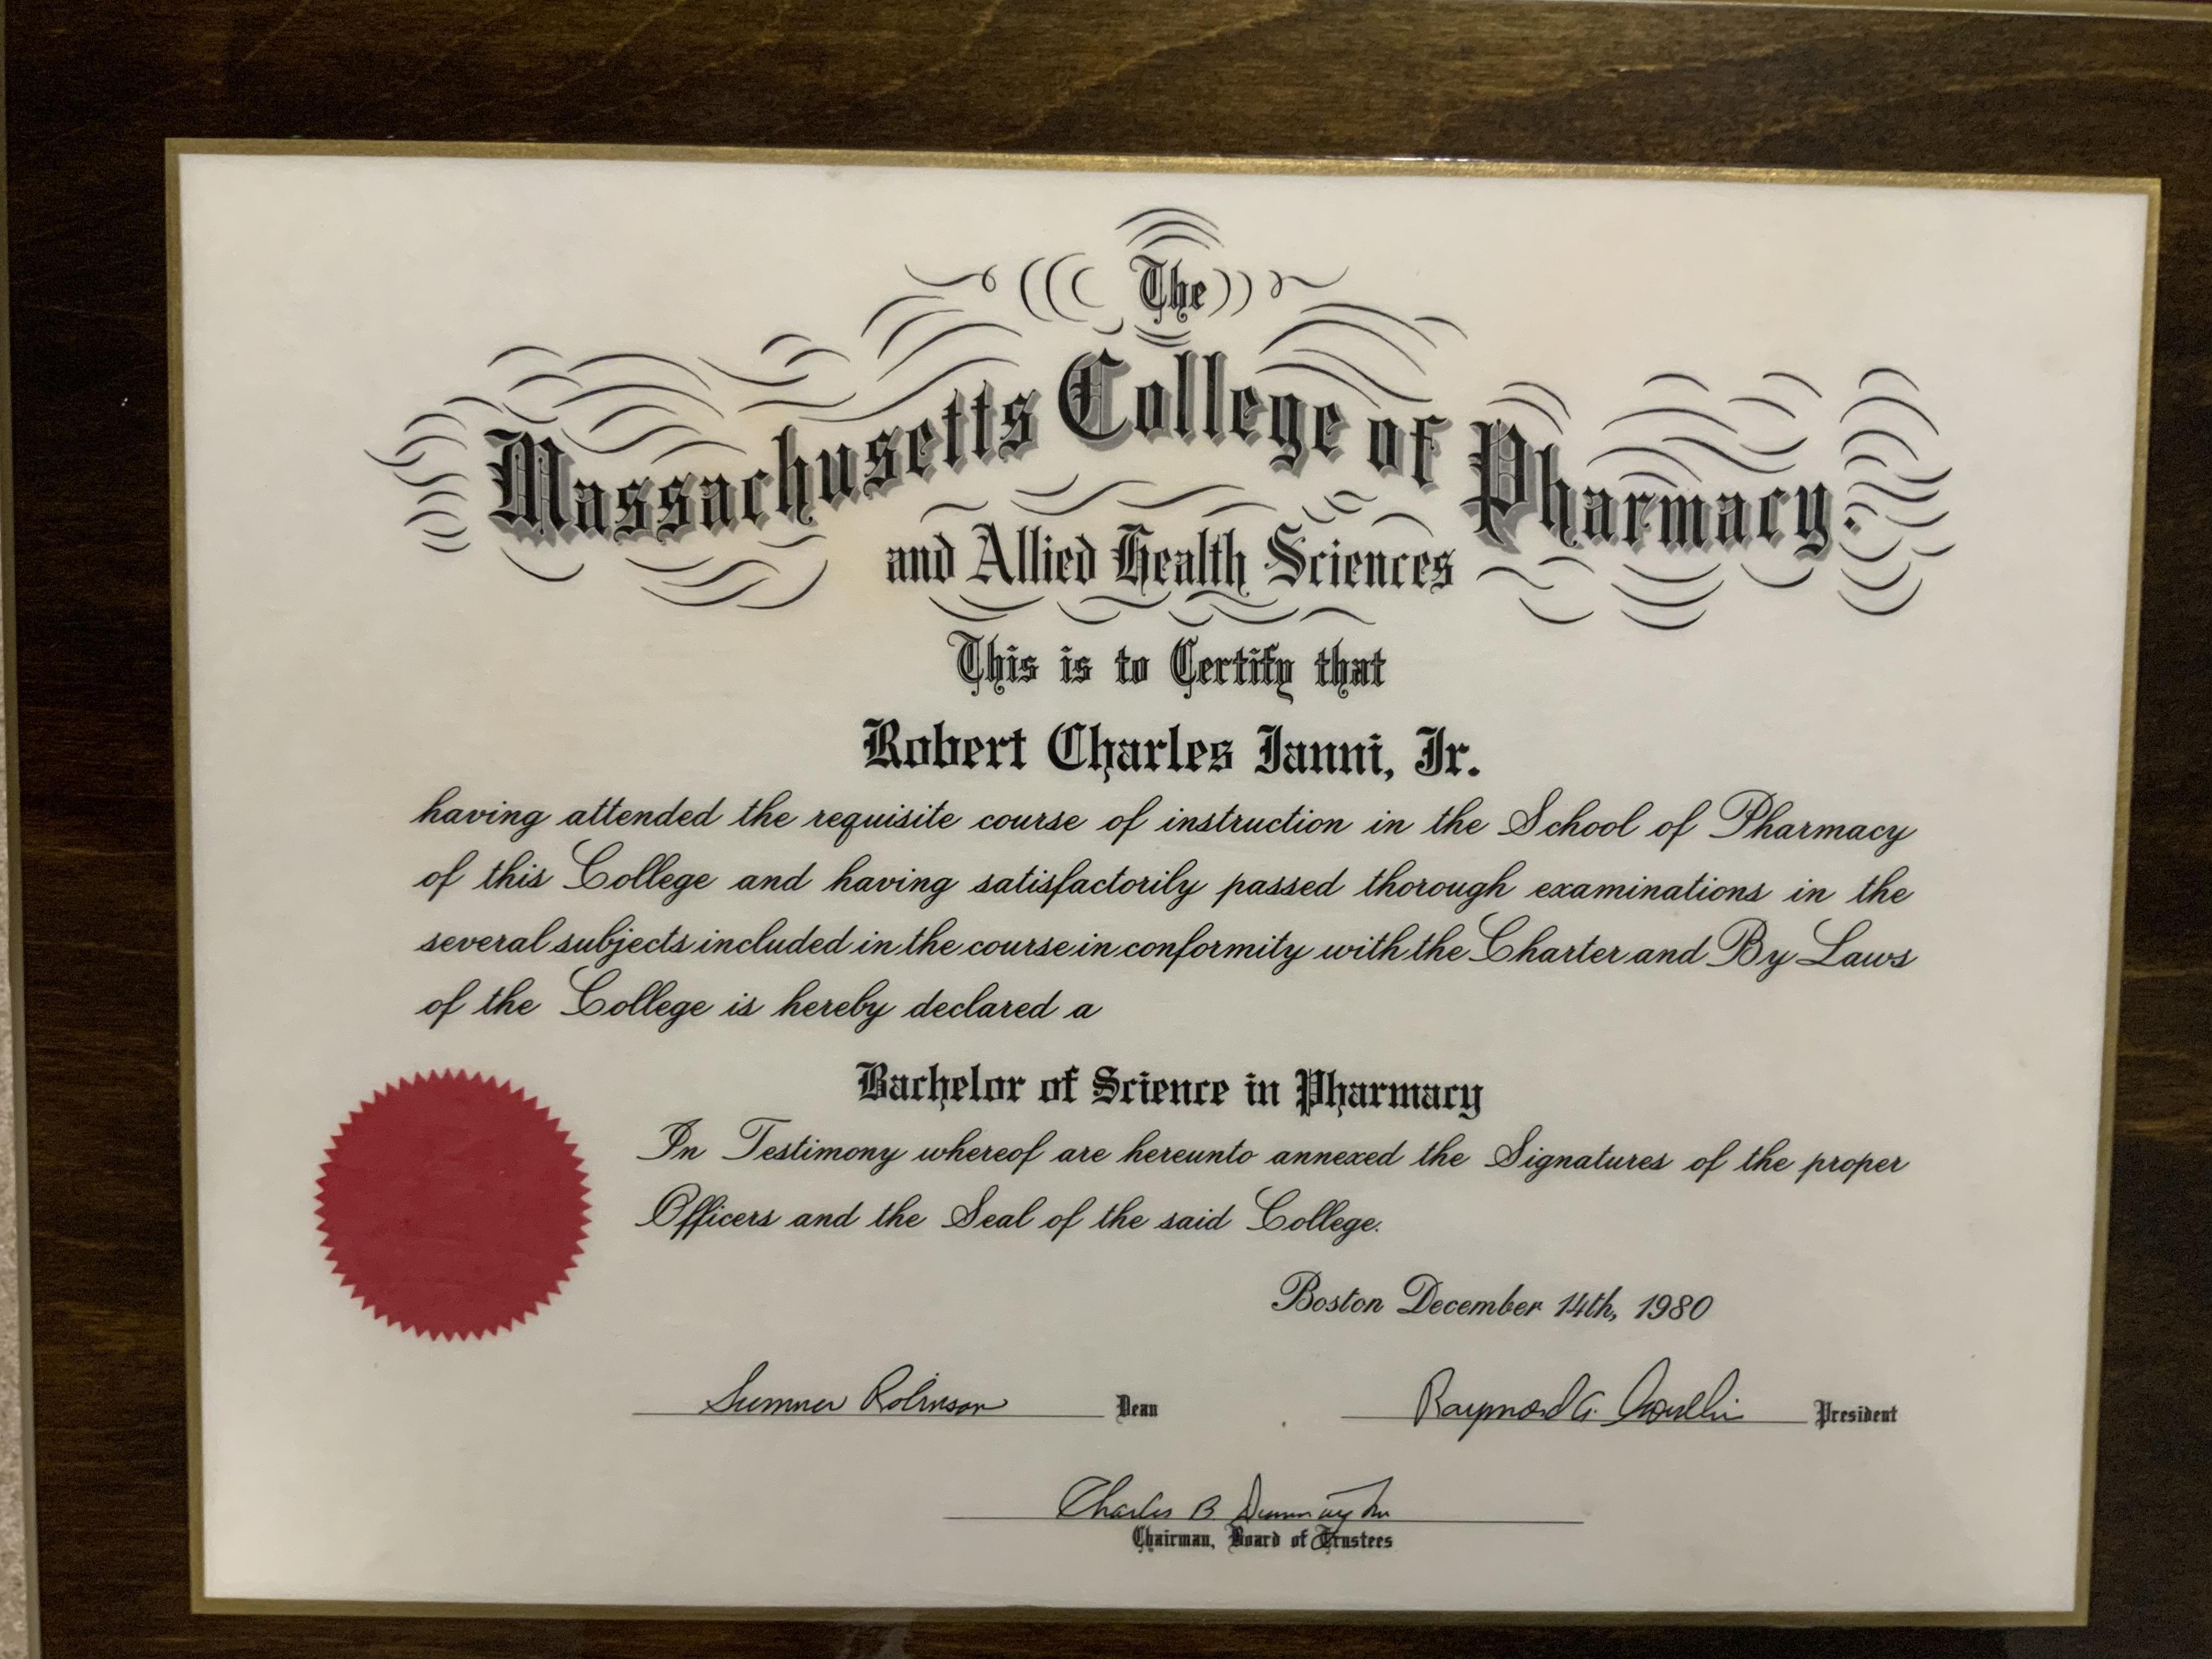 The
Massachusetts College of Pharmacy.
and Allied Health Sciences
This is to Certify that
Robert Charles Ianni, Jr.
having attended the requisite course of instruction in the School of Pharmacy
of this College and having satisfactorily passed thorough examinations in the
several subjects included in the course in conformity with the Charter and By Laws
of the College is hereby declared a
Bachelor of Science in Pharmacy
In Testimony whereof are hereunto annexed the Signatures of the proper
Officers and the Seal of the said College.
Boston December 14th, 1980
Sumner Robinson Dean
Raymond A. President
Charles B
Chairman, Board of Trustees